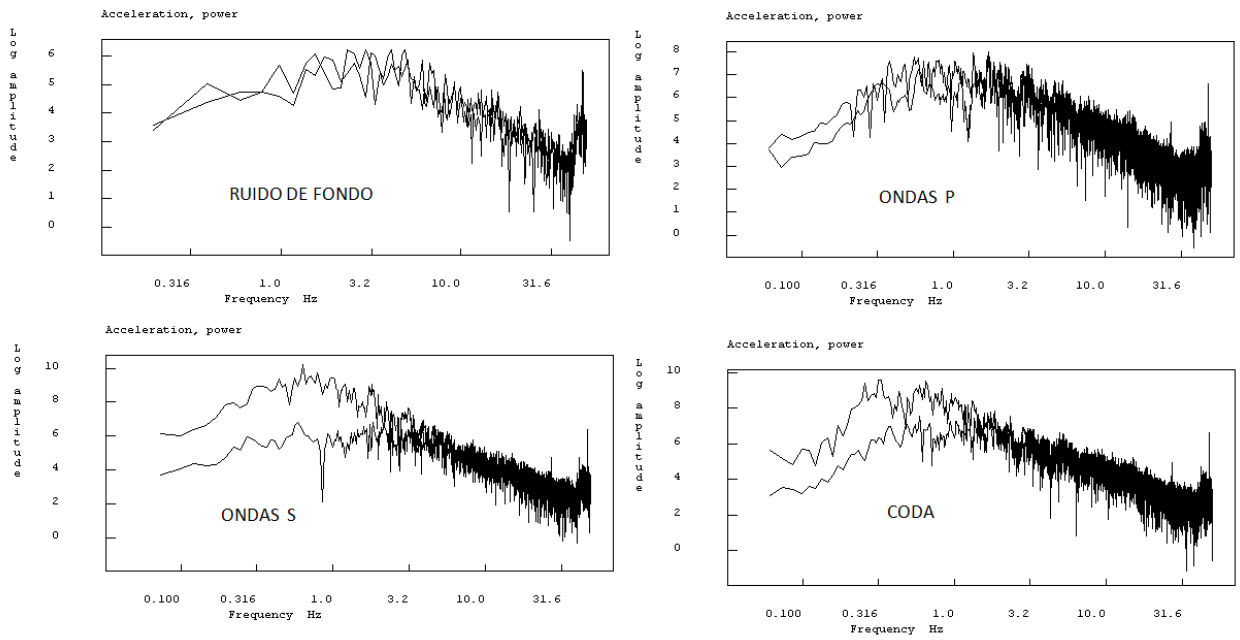 Acceleration, power
Log amplitude
6
5
4
3
2
1
0
RUIDO DE FONDO
0.316 1.0 3.2 10.0 31.6
Frequency Hz
Acceleration, power
Log amplitude
8
7
6
5
4
3
2
1
0
ONDAS P
0.100 0.316 1.0 3.2 10.0 31.6
Frequency Hz
Acceleration, power
Log amplitude
10
8
6
4
2
0
ONDAS S
0.100 0.316 1.0 3.2 10.0 31.6
Frequency Hz
Acceleration, power
Log amplitude
10
8
6
4
2
0
CODA
0.100 0.316 1.0 3.2 10.0 31.6
Frequency Hz